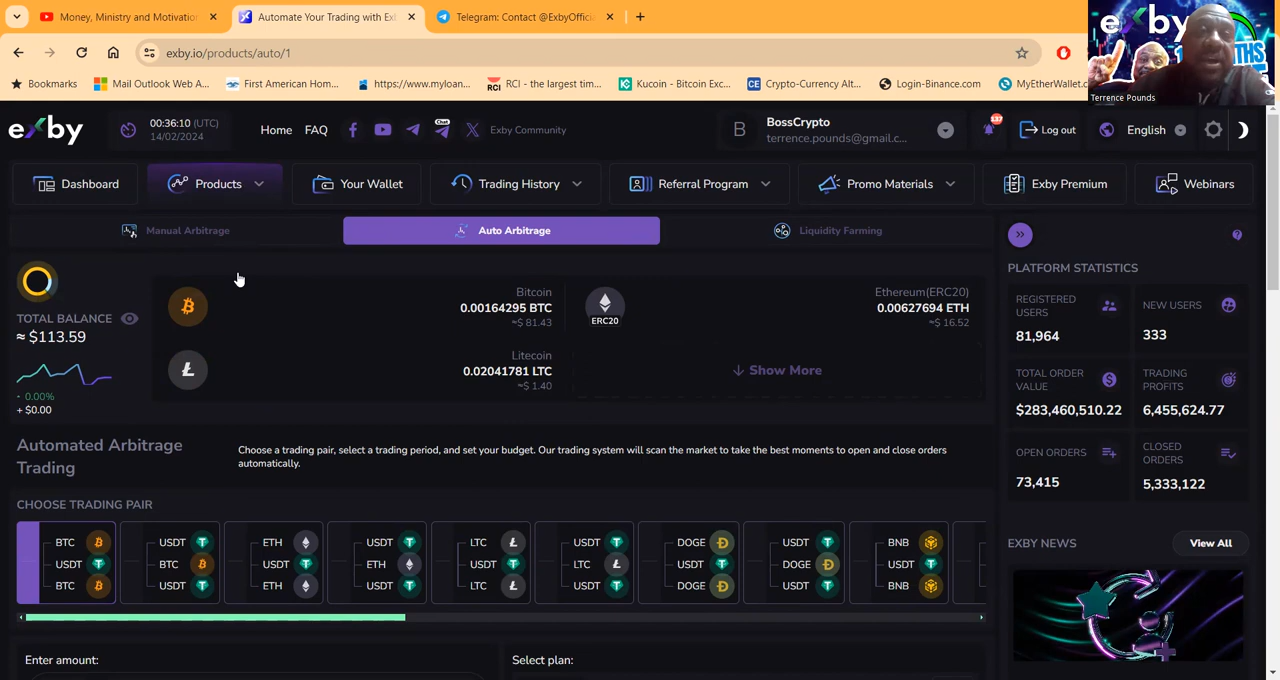 Money, Ministry and Motivation
Automate Your Trading with Ex
Telegram: Contact @ExbyOffici
exby.io/products/auto/1
Bookmarks
Mail Outlook Web A...
First American Hom...
https://www.myloan...
RCI - the largest tim...
Kucoin - Bitcoin Exc...
CE Crypto-Currency Alt...
Login-Binance.com
MyEtherWallet.c
exby
Terrence Pounds
exby
00:36:10 (UTC)
14/02/2024
Home
FAQ
Chat
Exby Community
B
BossCrypto
terrence.pounds@gmail.c...
137
Log out
English
Dashboard
Products
Your Wallet
Trading History
Referral Program
Promo Materials
Exby Premium
Webinars
Manual Arbitrage
Auto Arbitrage
Liquidity Farming
TOTAL BALANCE
≈ $113.59
- 0.00%
+ $0.00
Bitcoin
0.00164295 BTC
≈$ 81.43
ERC20
Ethereum(ERC20)
0.00627694 ETH
≈$ 16.52
Litecoin
0.02041781 LTC
≈$ 1.40
↓ Show More
PLATFORM STATISTICS
REGISTERED USERS
81,964
NEW USERS
333
TOTAL ORDER VALUE
$283,460,510.22
TRADING PROFITS
6,455,624.77
OPEN ORDERS
73,415
CLOSED ORDERS
5,333,122
Automated Arbitrage
Trading
Choose a trading pair, select a trading period, and set your budget. Our trading system will scan the market to take the best moments to open and close orders
automatically.
CHOOSE TRADING PAIR
BTC
USDT
BTC
USDT
BTC
USDT
ETH
USDT
ETH
USDT
ETH
USDT
LTC
USDT
LTC
USDT
LTC
USDT
DOGE
USDT
DOGE
USDT
DOGE
USDT
BNB
USDT
BNB
EXBY NEWS
View All
Enter amount:
Select plan: